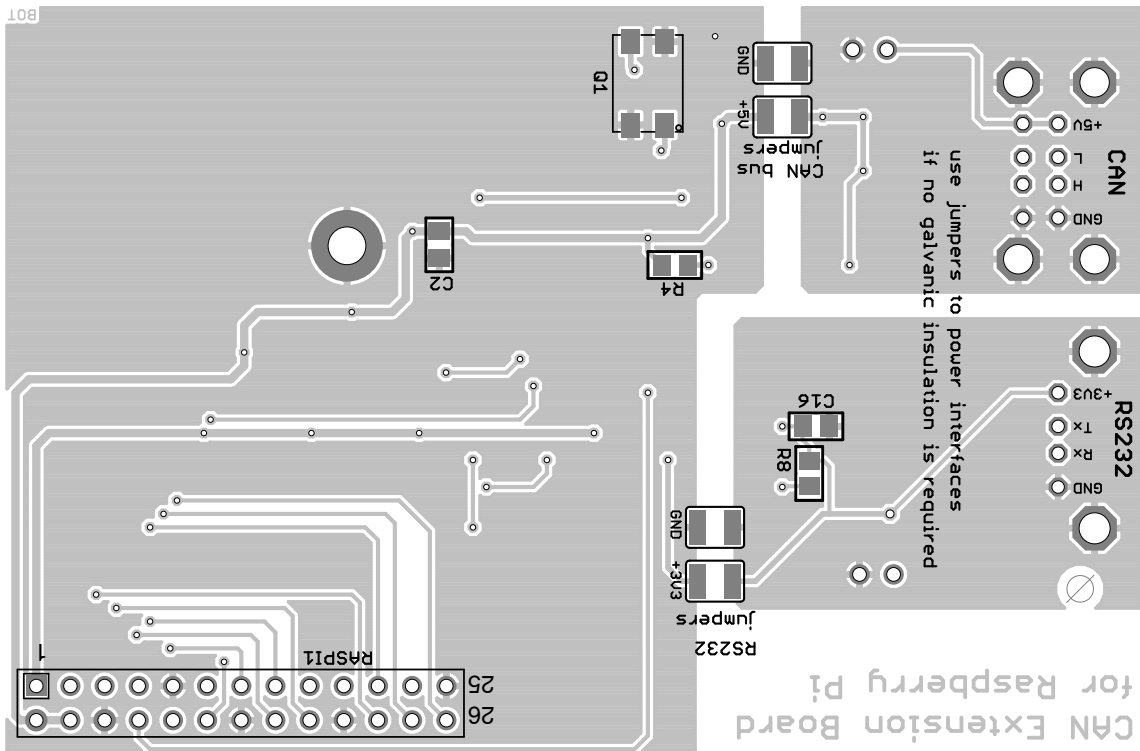 BOT
Q1
GND
+5V
CAN bus
jumpers
+5V
L
H
GND
CAN
use jumpers to power interfaces
if no galvanic insulation is required
C2
R4
C16
R8
+3V3
Tx
Rx
GND
RS232
GND
+3V3
RS232
jumpers
1
RASPI1
25
26
CAN Extension Board
for Raspberry Pi